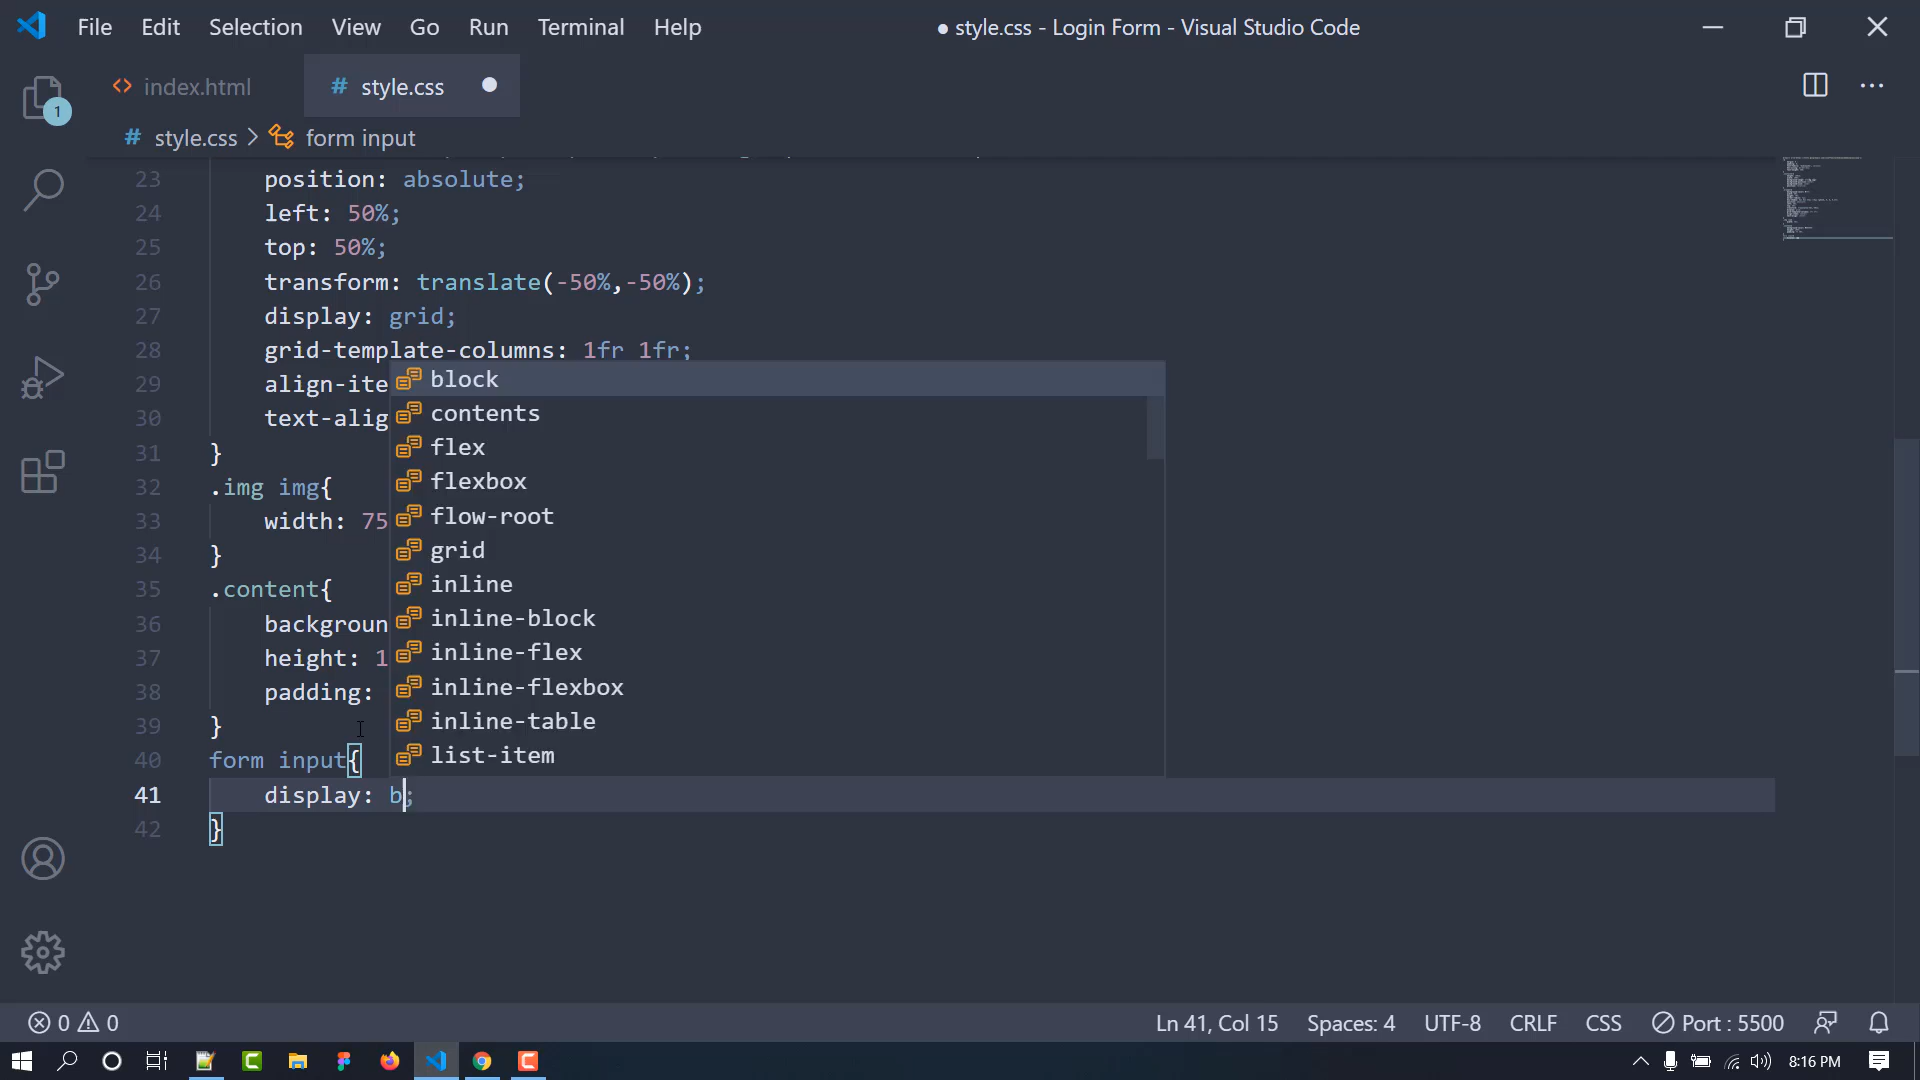 File Edit Selection View Go Run Terminal Help
● style.css - Login Form - Visual Studio Code
1
<> index.html
# style.css
# style.css > form input
23 position: absolute;
24 left: 50%;
25 top: 50%;
26 transform: translate(-50%,-50%);
27 display: grid;
28 grid-template-columns: 1fr 1fr;
29 align-ite
30 text-alig
31 }
32 .img img{
33 width: 75
34 }
35 .content{
36 backgroun
37 height: 1
38 padding:
39 }
40 form input{
41 display: b;
42 }
block
contents
flex
flexbox
flow-root
grid
inline
inline-block
inline-flex
inline-flexbox
inline-table
list-item
0 0
Ln 41, Col 15 Spaces: 4 UTF-8 CRLF CSS Port : 5500
8:16 PM